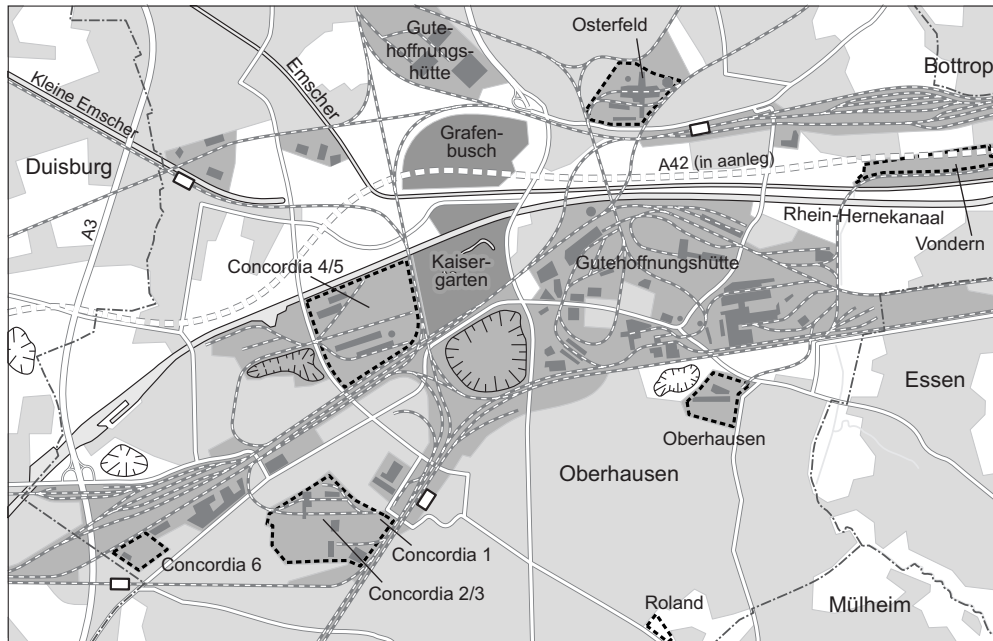 Gute-
hoffnungs-
hütte
Osterfeld
Bottrop
Emscher
Kleine Emscher
Grafen-
busch
A42 (in aanleg)
Duisburg
A3
Rhein-Hernekanaal
Vondern
Concordia 4/5
Kaiser-
gärten
Gutehoffnungshütte
Essen
Oberhausen
Oberhausen
Concordia 1
Concordia 6
Concordia 2/3
Roland
Mülheim